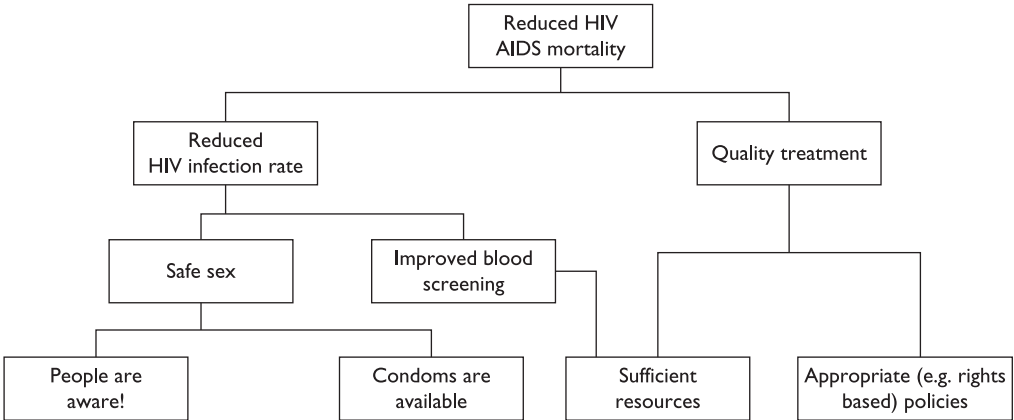 Reduced HIV
AIDS mortality
Reduced
HIV infection rate
Quality treatment
Safe sex
Improved blood
screening
People are
aware!
Condoms are
available
Sufficient
resources
Appropriate (e.g. rights
based) policies